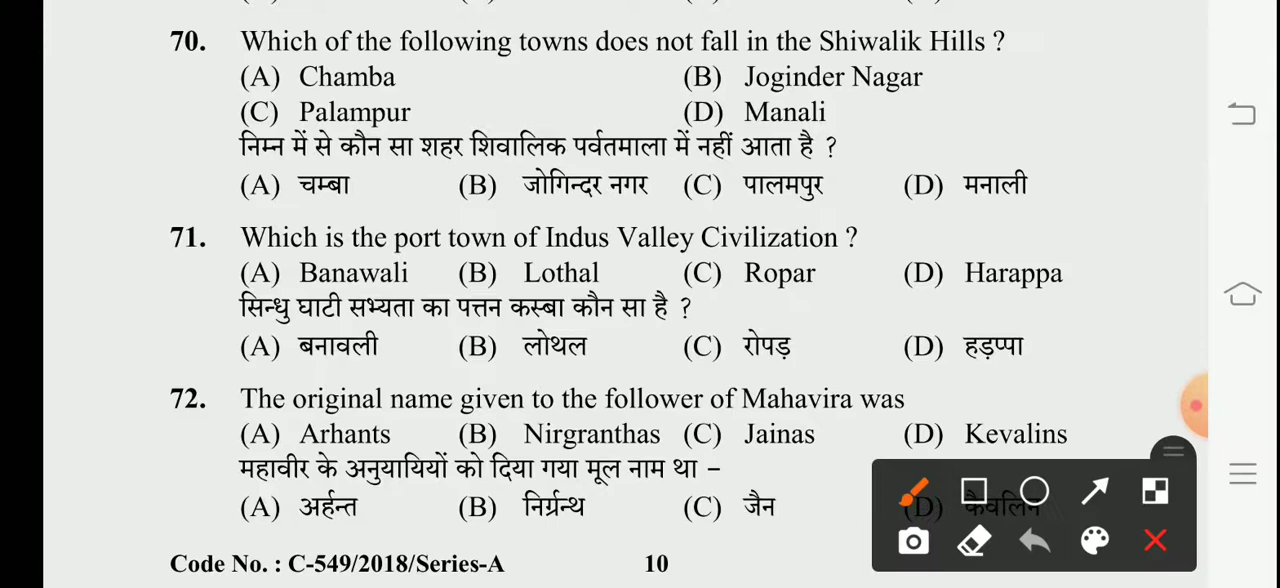 70. Which of the following towns does not fall in the Shiwalik Hills ?
(A) Chamba (B) Joginder Nagar
(C) Palampur (D) Manali
निम्न में से कौन सा शहर शिवालिक पर्वतमाला में नहीं आता है ?
(A) चम्बा (B) जोगिन्दर नगर (C) पालमपुर (D) मनाली
71. Which is the port town of Indus Valley Civilization ?
(A) Banawali (B) Lothal (C) Ropar (D) Harappa
सिन्धु घाटी सभ्यता का पत्तन कस्बा कौन सा है ?
(A) बनावली (B) लोथल (C) रोपड़ (D) हड़प्पा
72. The original name given to the follower of Mahavira was
(A) Arhants (B) Nirgranthas (C) Jainas (D) Kevalins
महावीर के अनुयायियों को दिया गया मूल नाम था –
(A) अर्हन्त (B) निर्ग्रन्थ (C) जैन (D) कैवलिन
Code No. : C-549/2018/Series-A 10